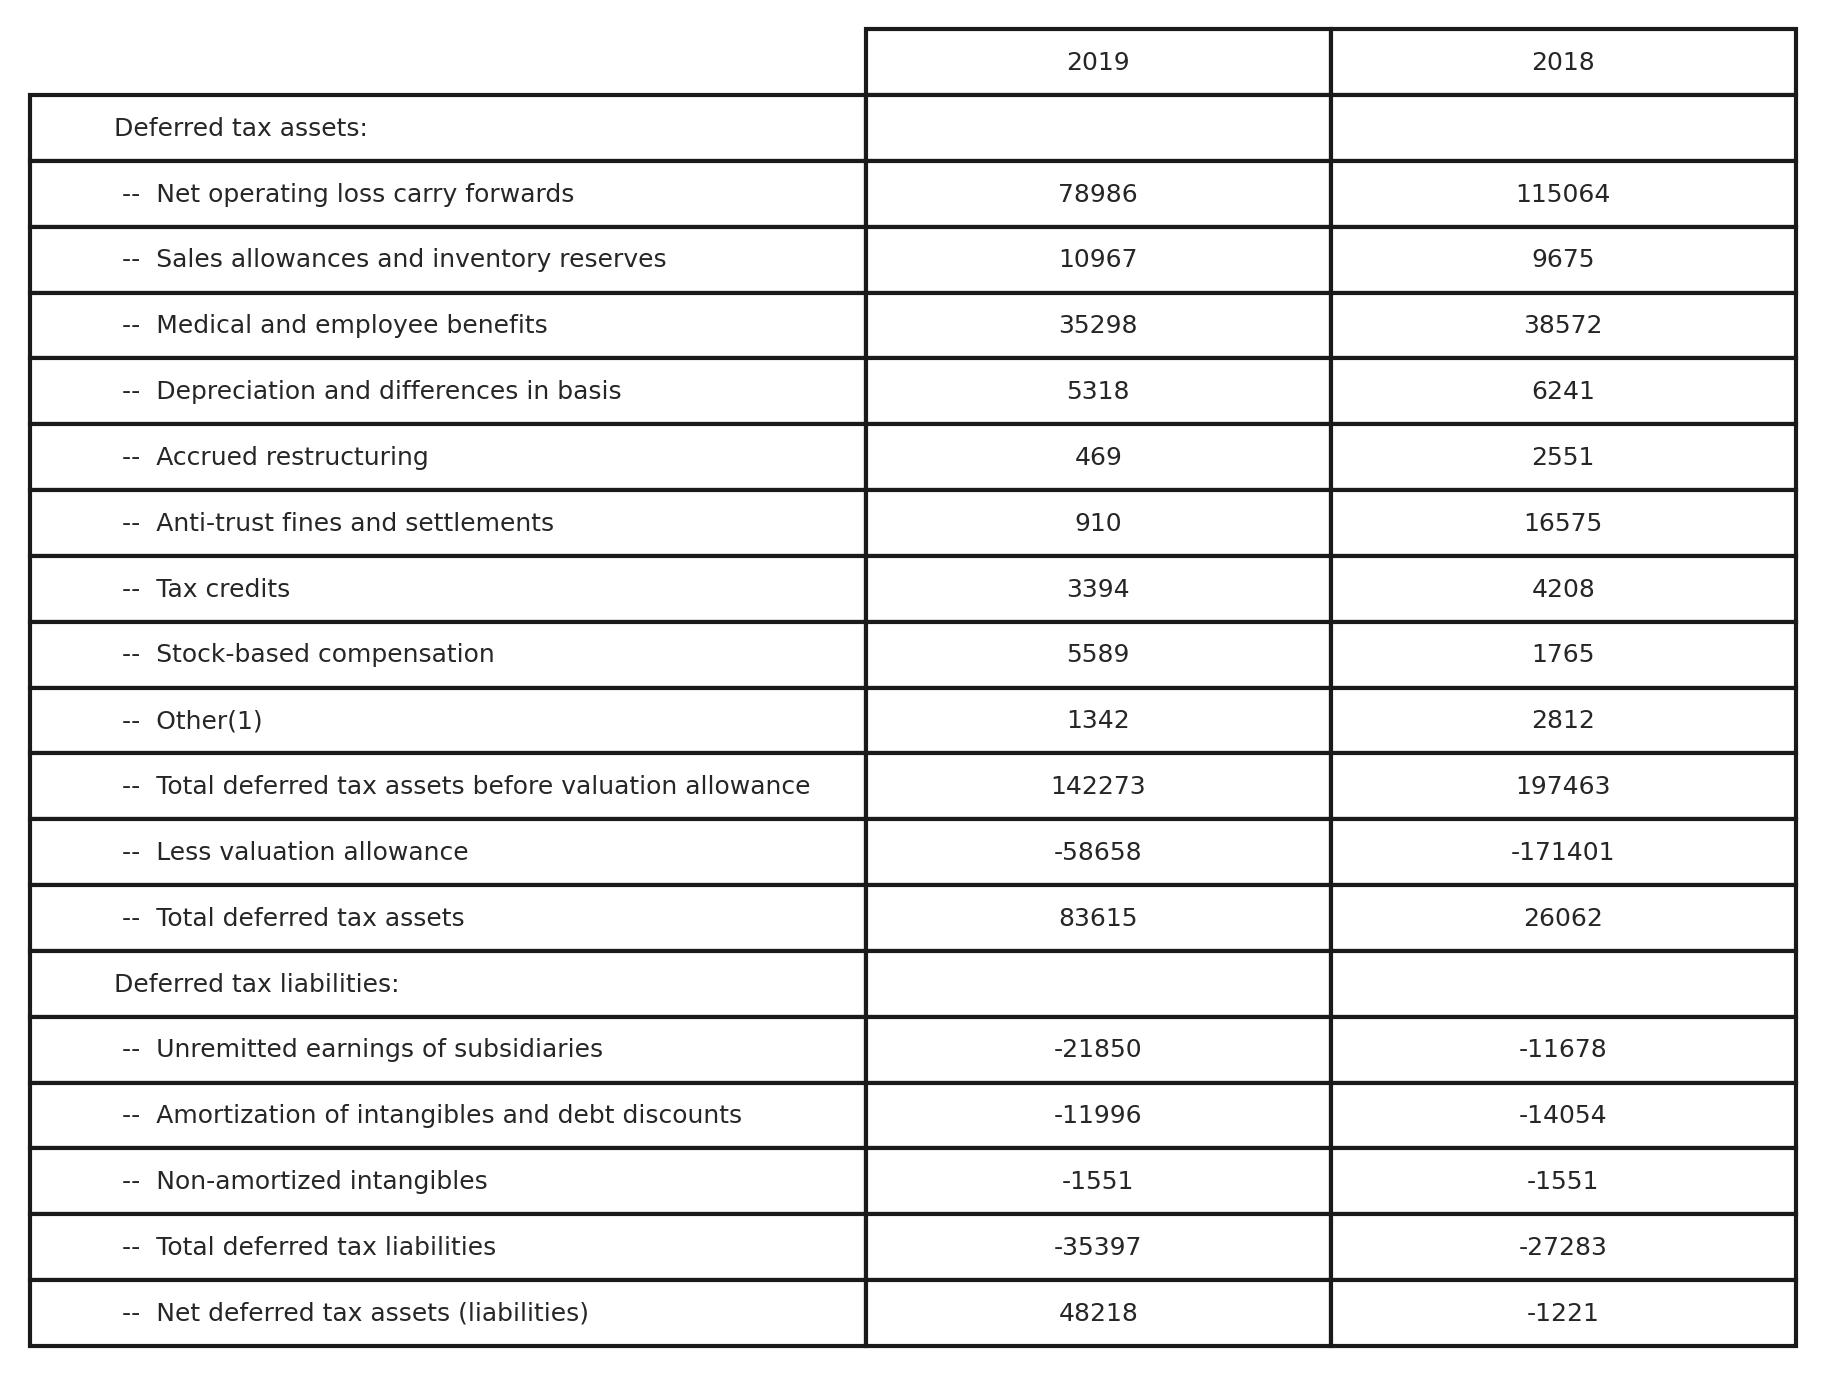 2019 2018
Deferred tax assets:
-- Net operating loss carry forwards 78986 115064
-- Sales allowances and inventory reserves 10967 9675
-- Medical and employee benefits 35298 38572
-- Depreciation and differences in basis 5318 6241
-- Accrued restructuring 469 2551
-- Anti-trust fines and settlements 910 16575
-- Tax credits 3394 4208
-- Stock-based compensation 5589 1765
-- Other(1) 1342 2812
-- Total deferred tax assets before valuation allowance 142273 197463
-- Less valuation allowance -58658 -171401
-- Total deferred tax assets 83615 26062
Deferred tax liabilities:
-- Unremitted earnings of subsidiaries -21850 -11678
-- Amortization of intangibles and debt discounts -11996 -14054
-- Non-amortized intangibles -1551 -1551
-- Total deferred tax liabilities -35397 -27283
-- Net deferred tax assets (liabilities) 48218 -1221